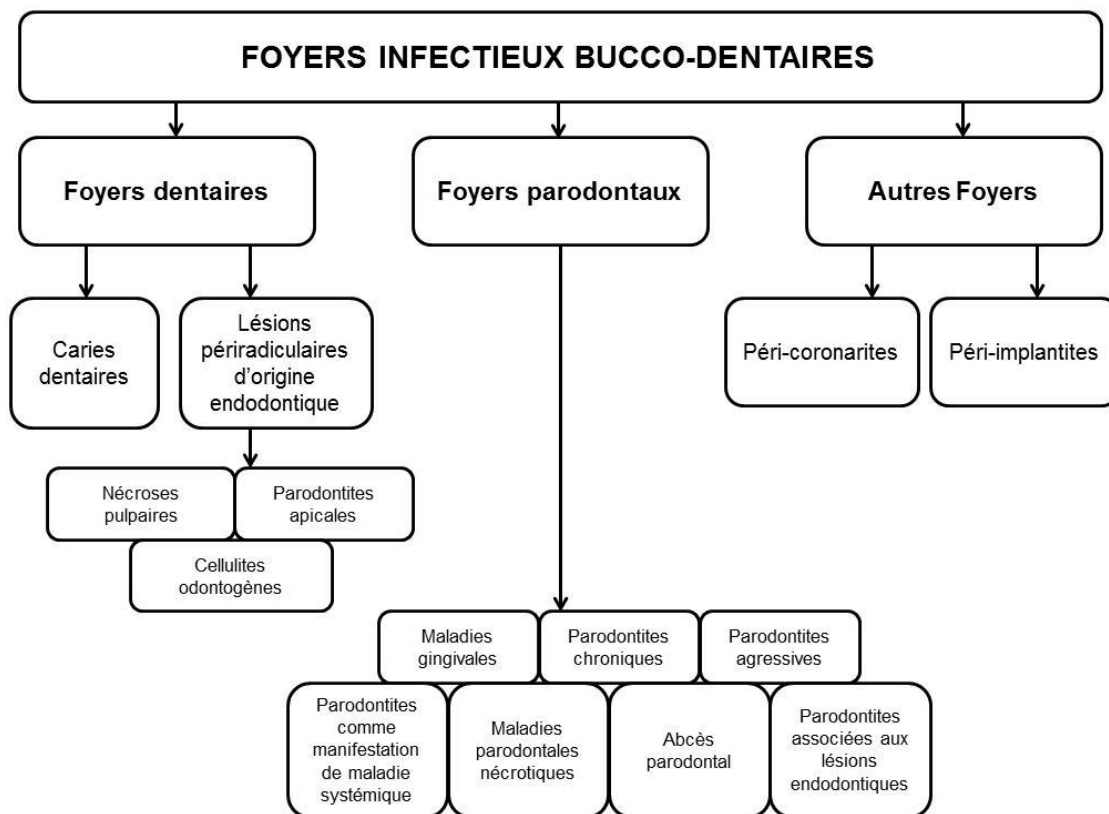 FOYERS INFECTIEUX BUCCO-DENTAIRES
Foyers dentaires
Foyers parodontaux
Autres Foyers
Caries
dentaires
Lésions
périradiculaires
d'origine
endodontique
Péri-coronarites
Péri-implantites
Nécroses
pulpaires
Parodontites
apicales
Cellulites
odontogènes
Maladies
gingivales
Parodontites
chroniques
Parodontites
agressives
Parodontites
comme
manifestation
de maladie
systémique
Maladies
parodontales
nécrotiques
Abcès
parodontal
Parodontites
associées aux
lésions
endodontiques